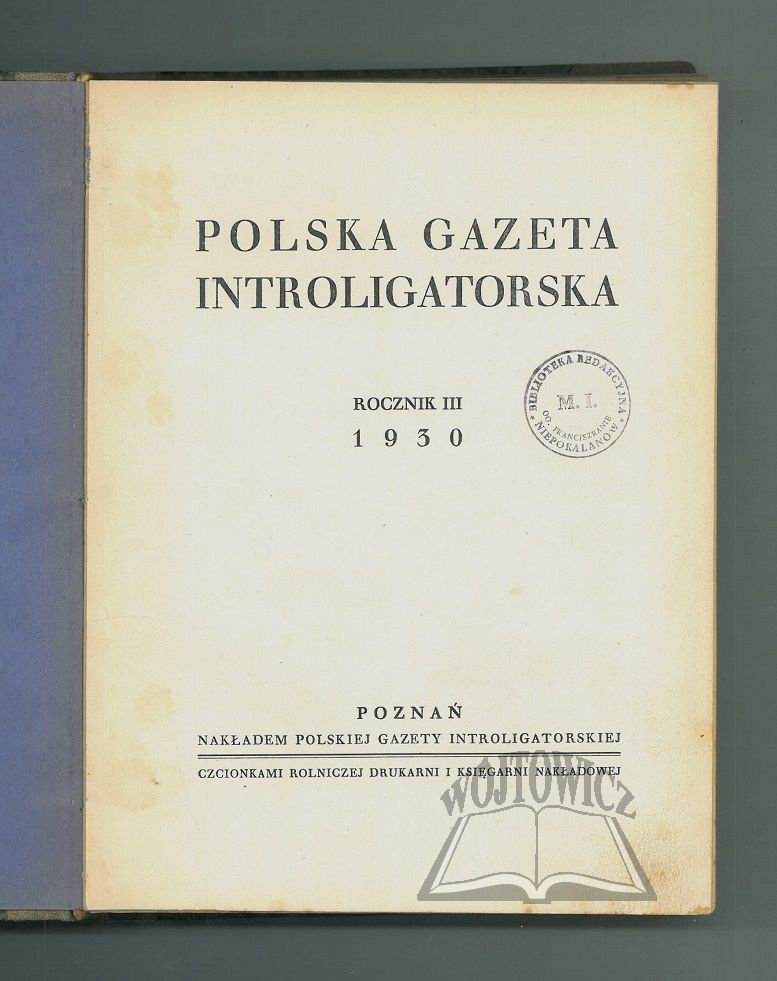 POLSKA GAZETA
INTROLIGATORSKA
ROCZNIK III
1930
BIBLIOTEKA REDAKCYJNA
M. I.
OO. FRANCISZKANIE
* NIEPOKALANÓW *
POZNAŃ
NAKŁADEM POLSKIEJ GAZETY INTROLIGATORSKIEJ
CZCIONKAMI ROLNICZEJ DRUKARNI I KSIĘGARNI NAKŁADOWEJ
WÓJTOWICZ